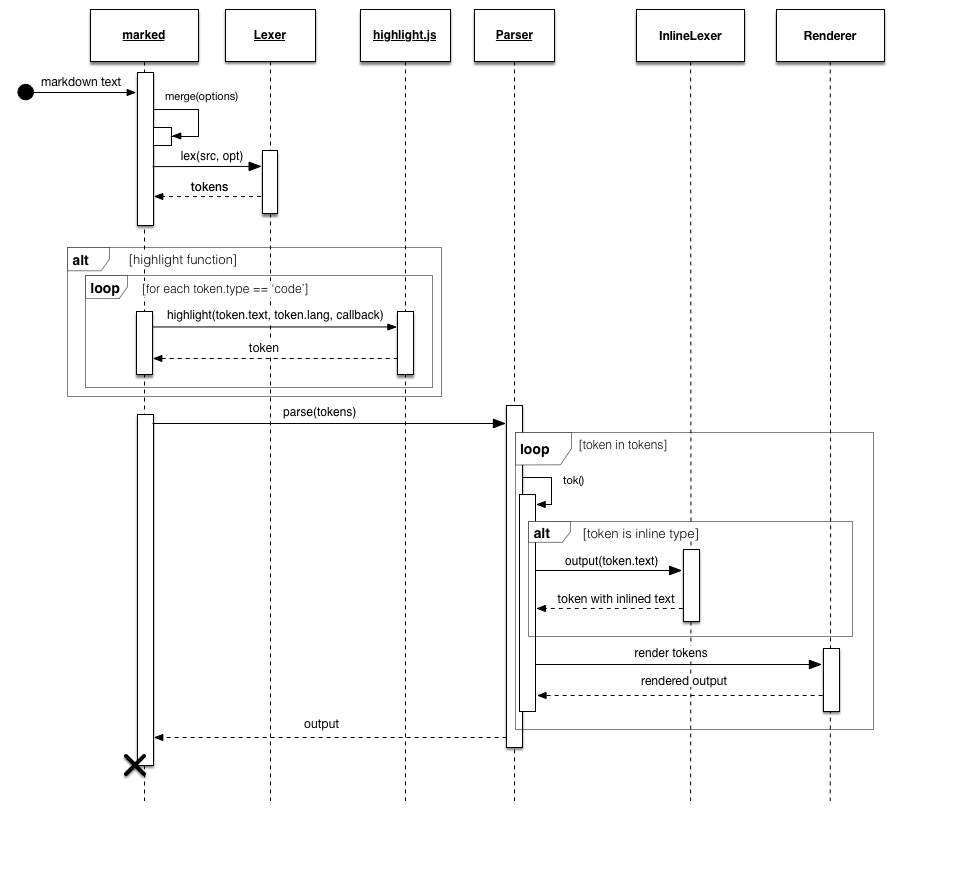 marked
Lexer
highlight.js
Parser
InlineLexer
Renderer
markdown text
merge(options)
lex(src, opt)
tokens
alt
[highlight function]
loop
[for each token.type == 'code']
highlight(token.text, token.lang, callback)
token
parse(tokens)
loop
[token in tokens]
tok()
alt
[token is inline type]
output(token.text)
token with inlined text
render tokens
rendered output
output